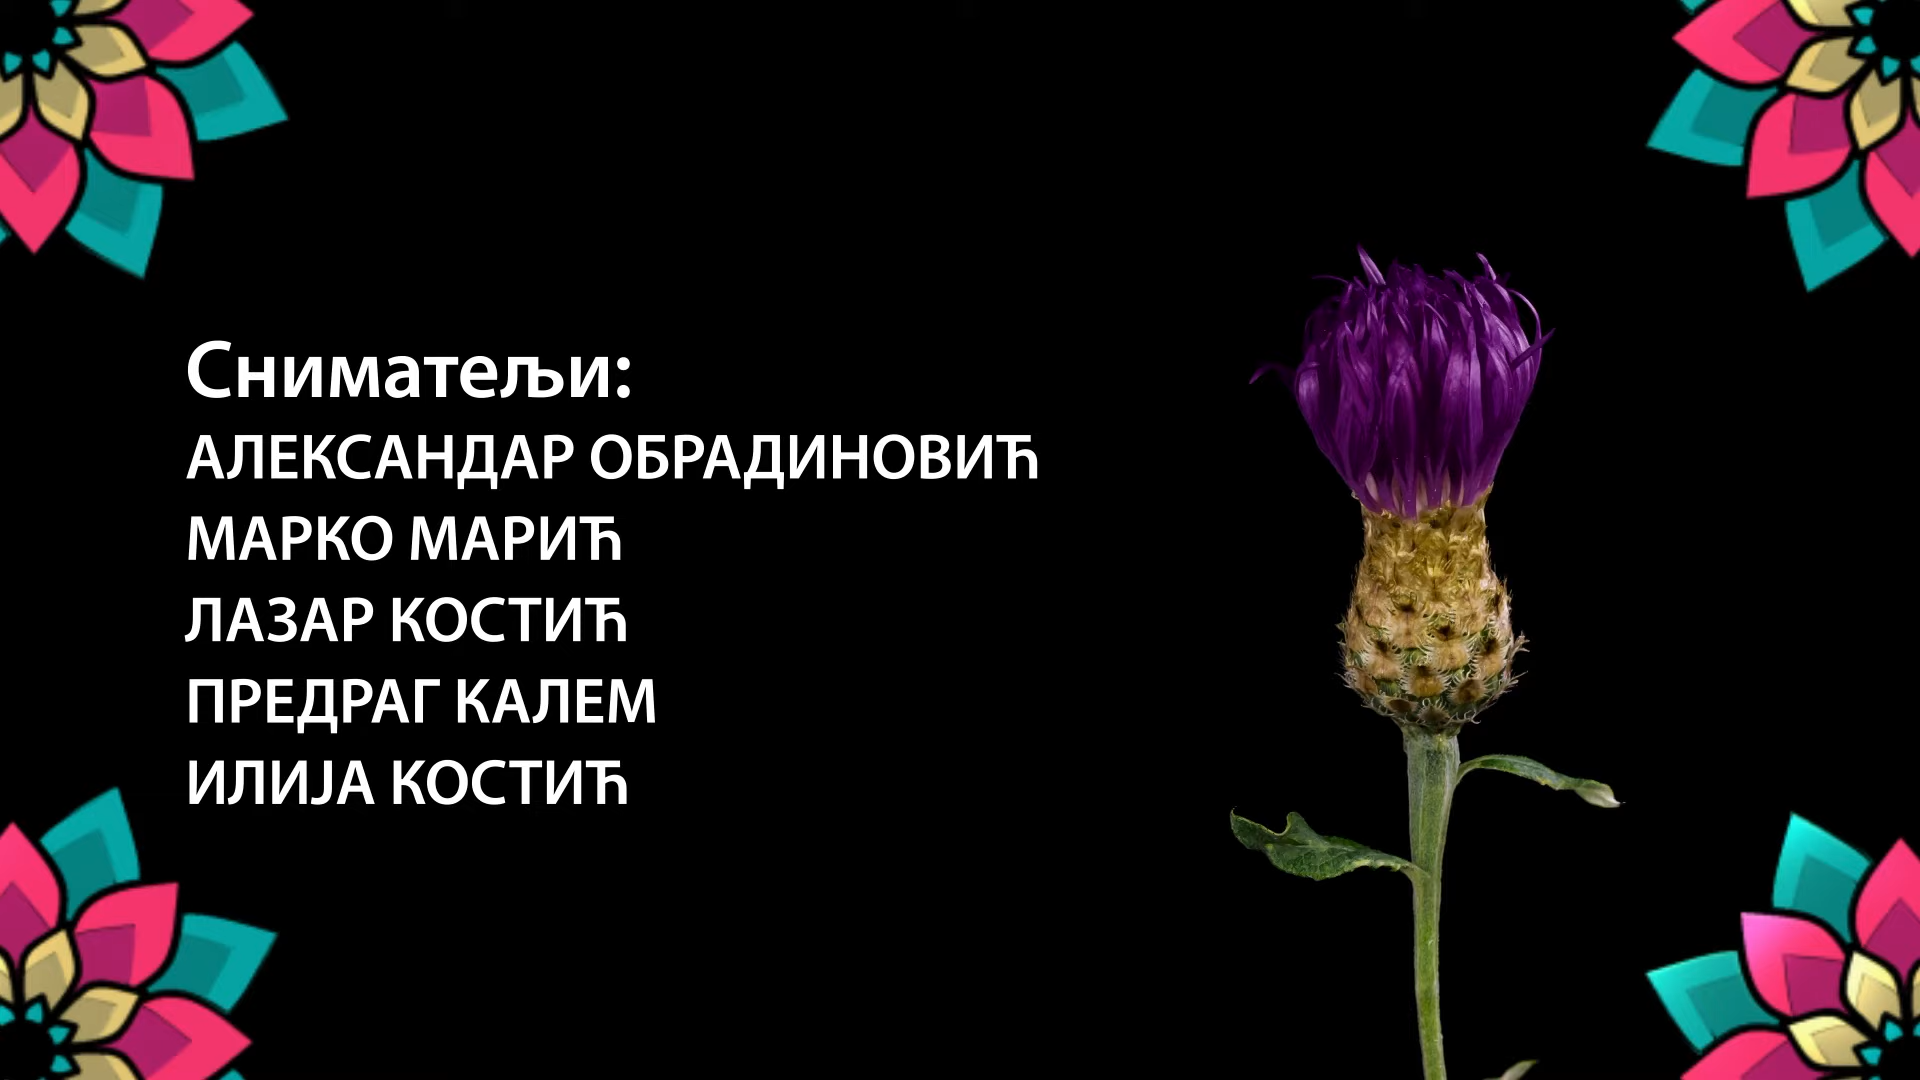 Сниматељи:
АЛЕКСАНДАР ОБРАДИНОВИЋ
МАРКО МАРИЋ
ЛАЗАР КОСТИЋ
ПРЕДРАГ КАЛЕМ
ИЛИЈА КОСТИЋ